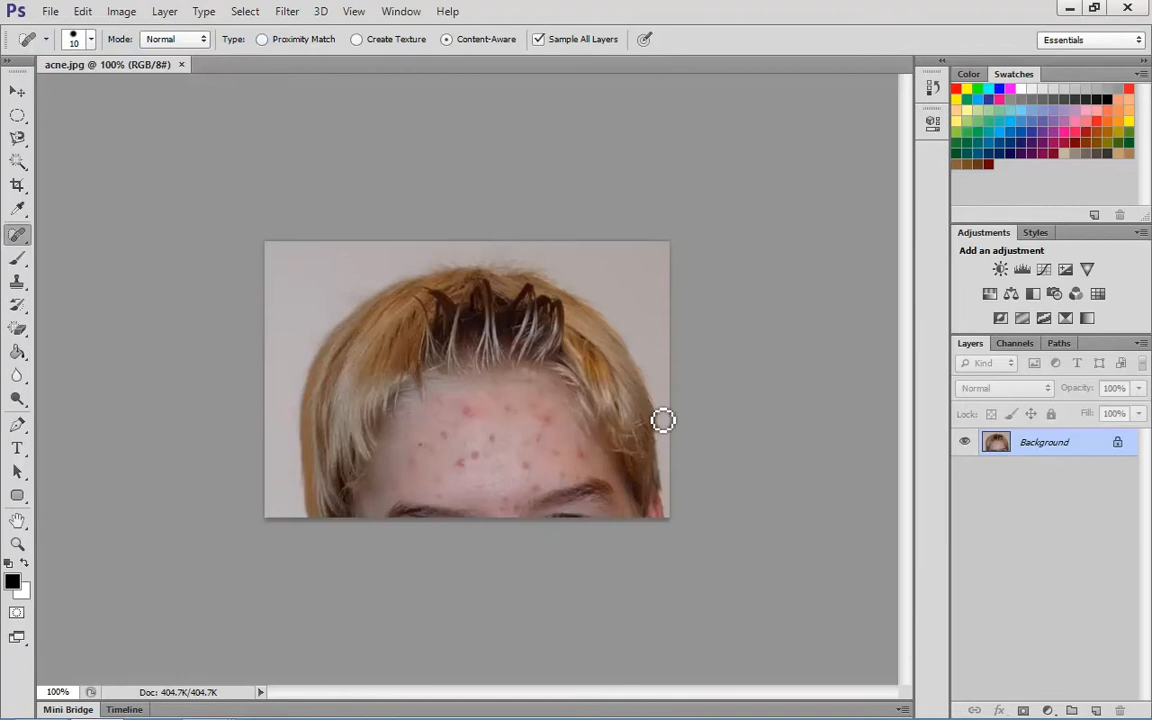 Ps File Edit Image Layer Type Select Filter 3D View Window Help
10 Mode: Normal Type: Proximity Match Create Texture Content-Aware Sample All Layers Essentials
acne.jpg @ 100% (RGB/8#) ×
Color Swatches
Adjustments Styles
Add an adjustment
Layers Channels Paths
Kind
Normal Opacity: 100%
Lock: Fill: 100%
Background
T
100% Doc: 404.7K/404.7K
Mini Bridge Timeline
fx